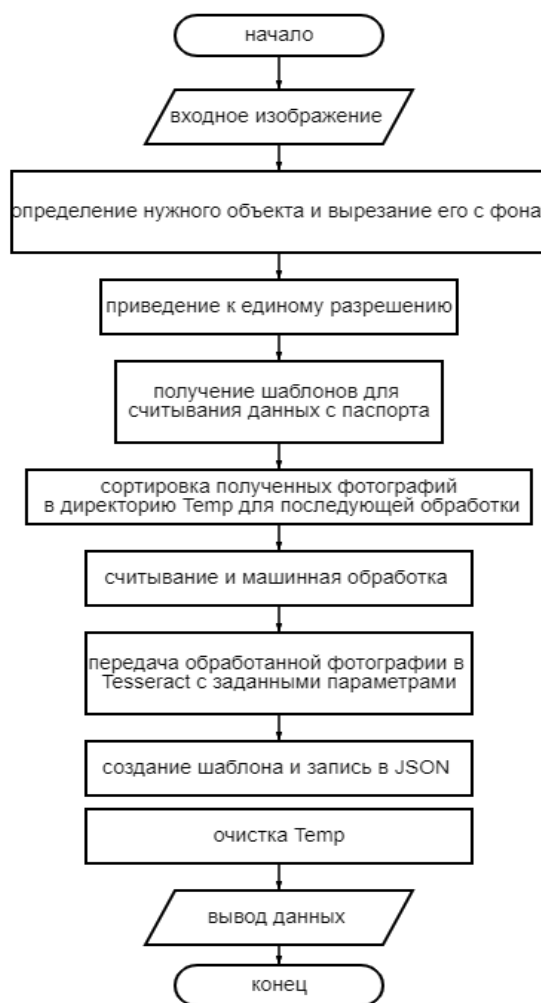 начало
входное изображение
определение нужного объекта и вырезание его с фона
приведение к единому разрешению
получение шаблонов для
считывания данных с паспорта
сортировка полученных фотографий
в директорию Temp для последующей обработки
считывание и машинная обработка
передача обработанной фотографии в
Tesseract с заданными параметрами
создание шаблона и запись в JSON
очистка Temp
вывод данных
конец